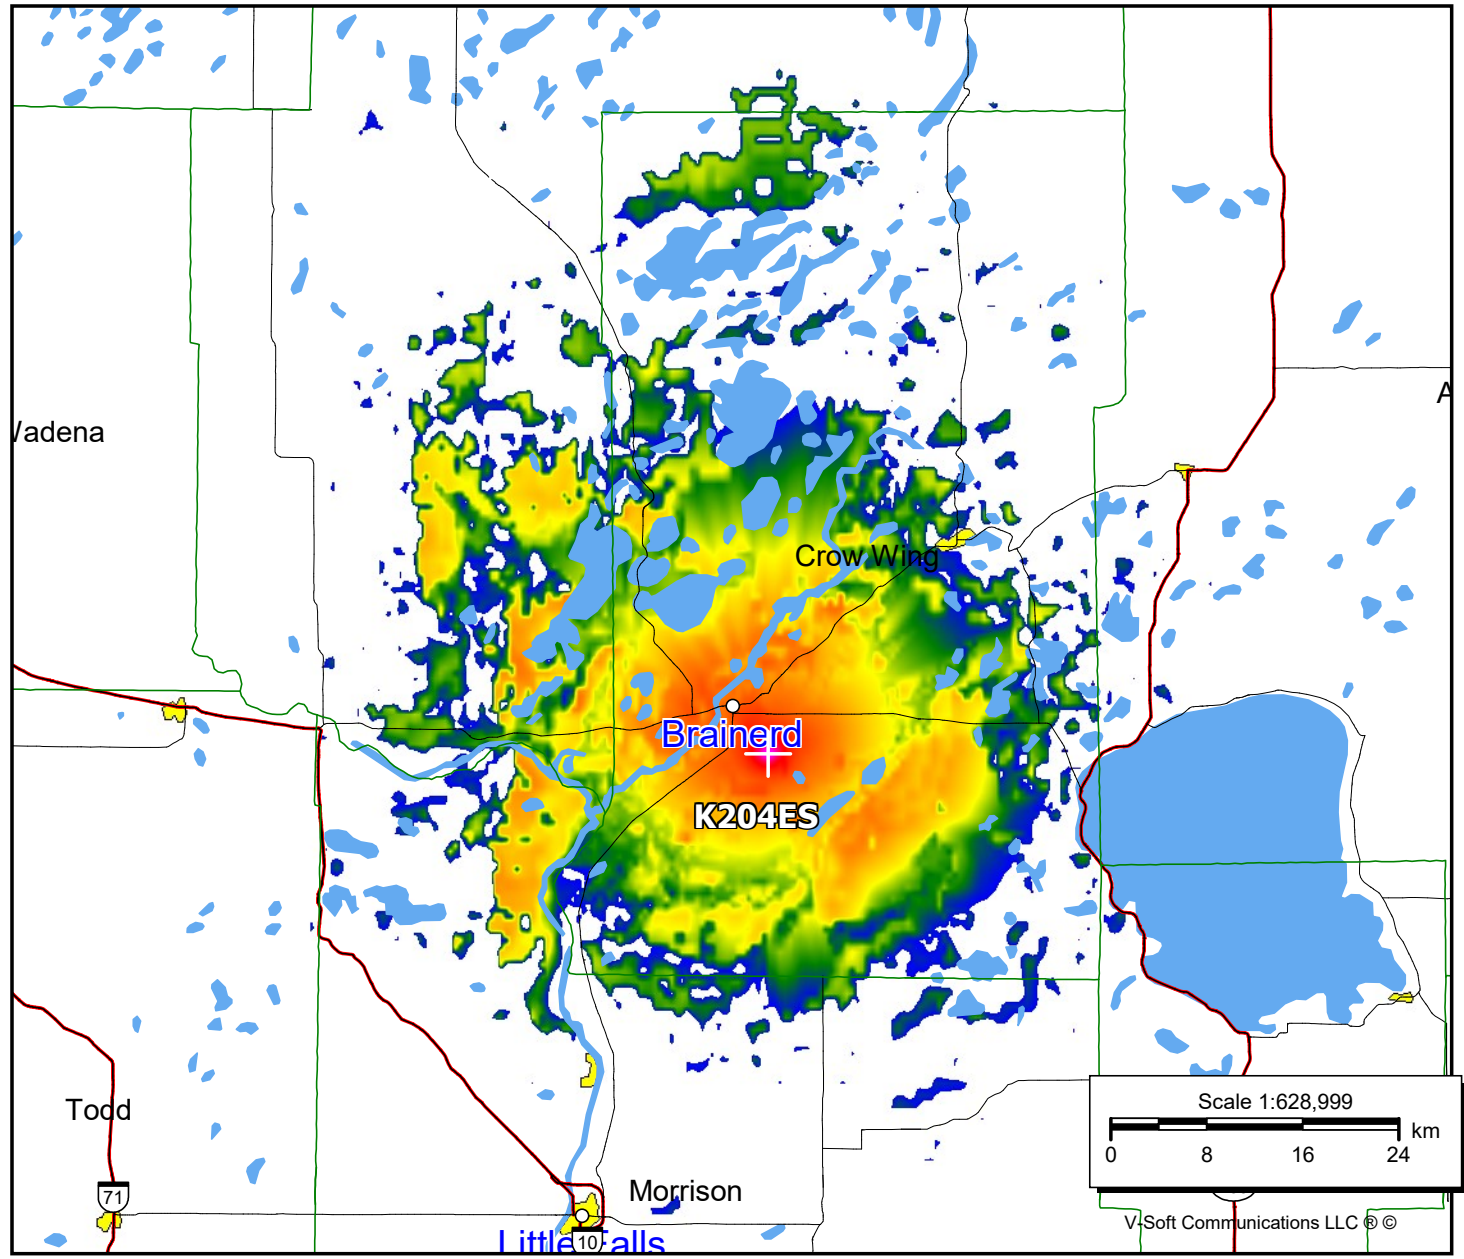 Wadena
A
Crow Wing
Brainerd
K204ES
Todd
Scale 1:628,999
km
0 8 16 24
71
Morrison
V-Soft Communications LLC ® ©
Little Falls
10